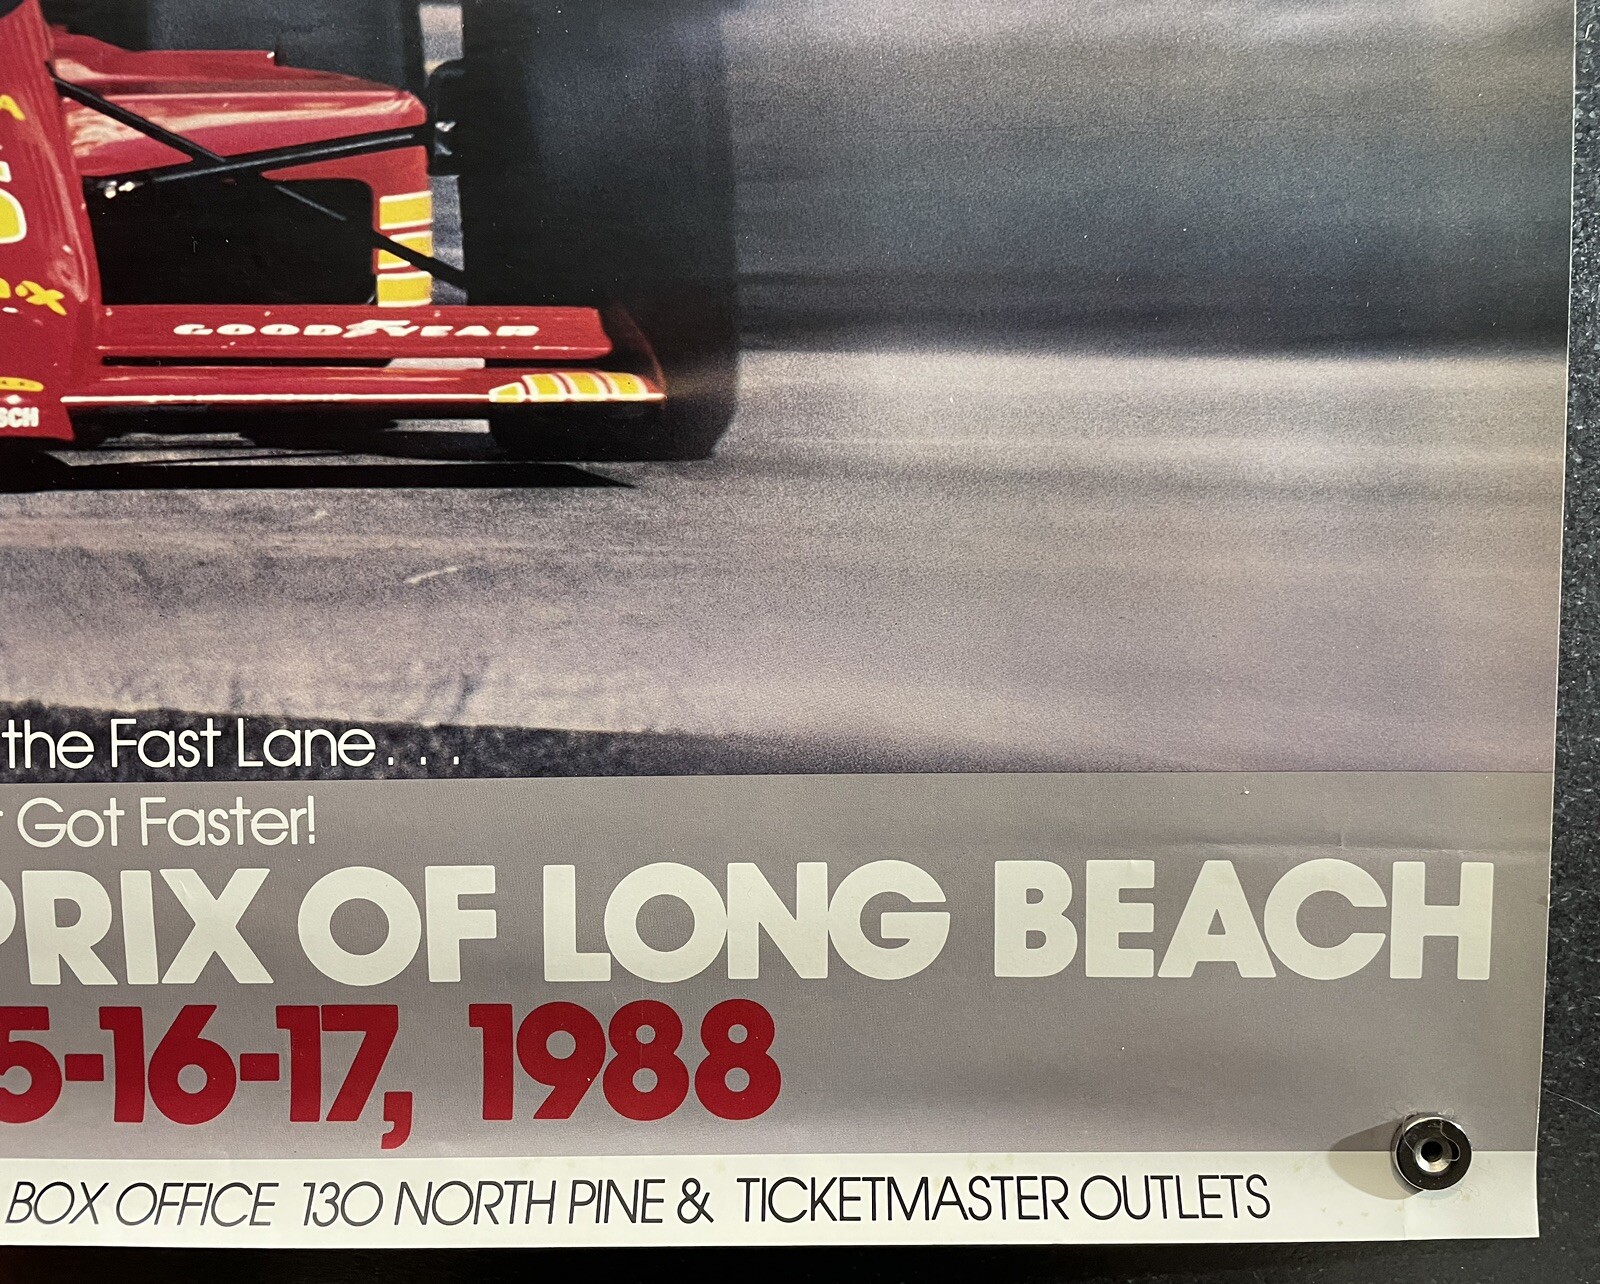 GOODYEAR
the Fast Lane...
Got Faster!
PRIX OF LONG BEACH
5-16-17, 1988
BOX OFFICE 130 NORTH PINE & TICKETMASTER OUTLETS